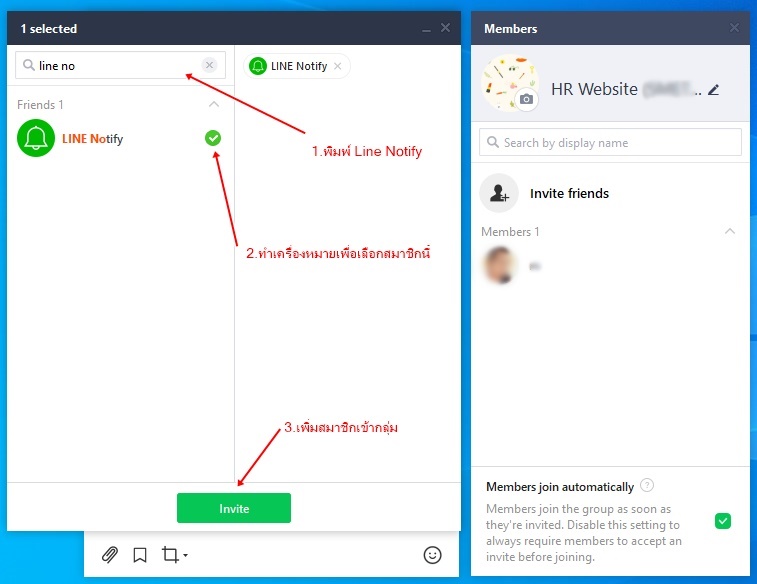 1 selected
line no
Friends 1
LINE Notify
LINE Notify
1.พิมพ์ Line Notify
2.ทำเครื่องหมายเพื่อเลือกสมาชิกนี้
3.เพิ่มสมาชิกเข้ากลุ่ม
Invite
Members
HR Website
Search by display name
Invite friends
Members 1
Members join automatically ?
Members join the group as soon as
they're invited. Disable this setting to
always require members to accept an
invite before joining.